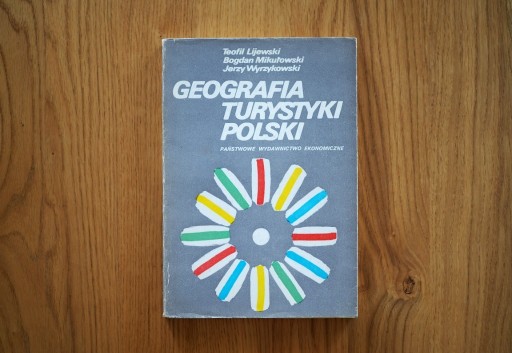 Teofil Lijewski
Bogdan Mikułowski
Jerzy Wyrzykowski
GEOGRAFIA
TURYSTYKI
POLSKI
PAŃSTWOWE WYDAWNICTWO EKONOMICZNE